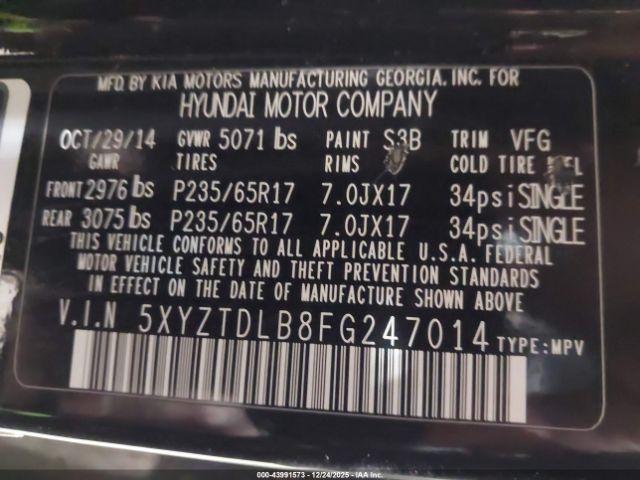 MFD. BY KIA MOTORS MANUFACTURING GEORGIA. INC. FOR
HYUNDAI MOTOR COMPANY
OCT/29/14 GVWR 5071 lbs PAINT S3B TRIM VFG
GAWR TIRES RIMS COLD TIRE
FRONT 2976 lbs P235/65R17 7.0JX17 34psi SINGLE
REAR 3075 lbs P235/65R17 7.0JX17 34psi SINGLE
THIS VEHICLE CONFORMS TO ALL APPLICABLE U.S.A. FEDERAL
MOTOR VEHICLE SAFETY AND THEFT PREVENTION STANDARDS
IN EFFECT ON THE DATE OF MANUFACTURE SHOWN ABOVE
V.I.N 5XYZTDLB8FG247014 TYPE:MPV
000-43991573 - 12/24/2025 - IAAI.COM